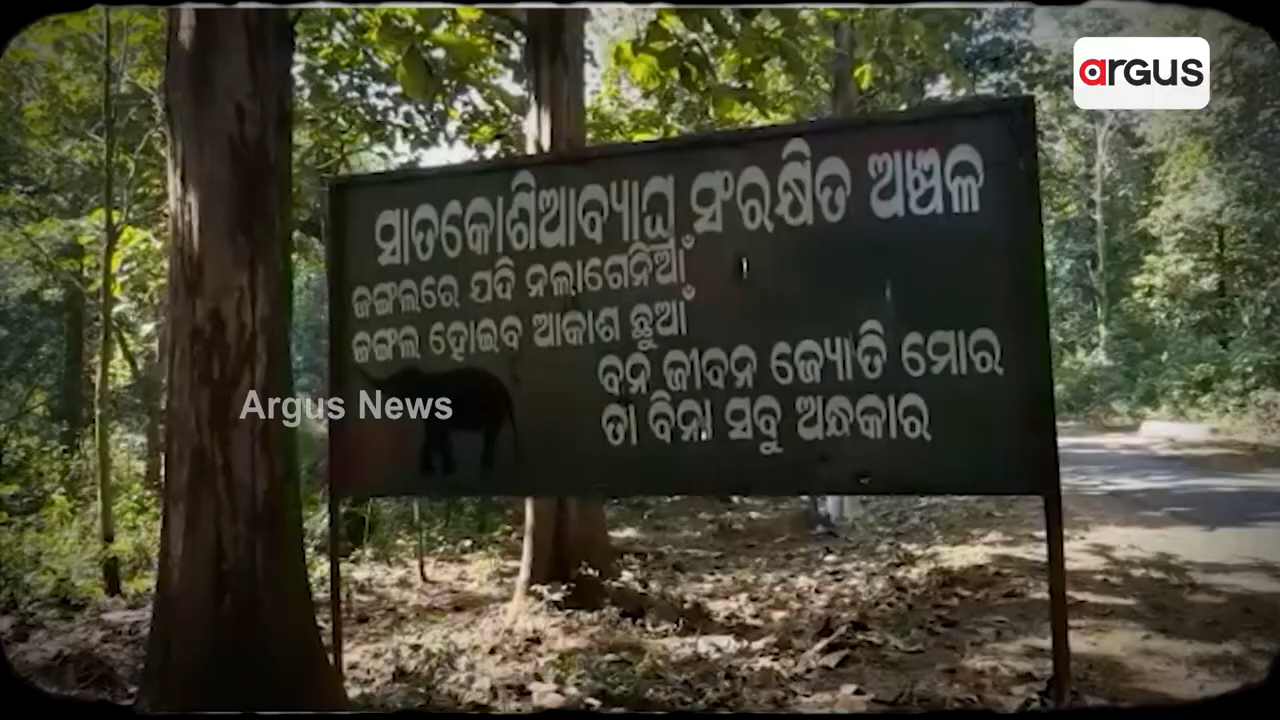 argus
ସାତକୋଶିଆବ୍ୟାଘ୍ର ସଂରକ୍ଷିତ ଅଞ୍ଚଳ
ଜଙ୍ଗଲରେ ଯଦି ନଲାଗେନିଆଁ
ଜଙ୍ଗଲ ହୋଇବ ଆକାଶ ଛୁଆଁ
ବନ ଜୀବନ ଜ୍ୟୋତି ମୋର
ତା ବିନା ସବୁ ଅନ୍ଧକାର
Argus News